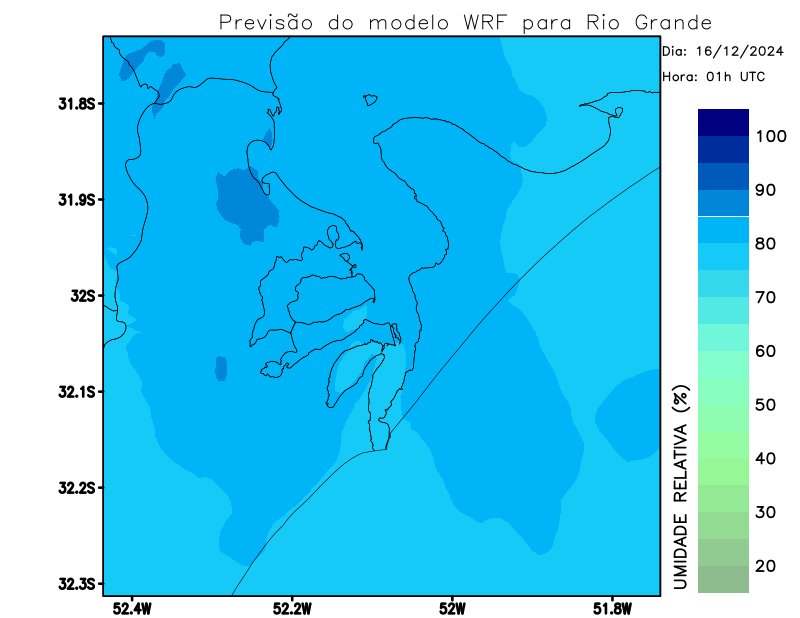 Previsão do modelo WRF para Rio Grande
Dia: 16/12/2024
Hora: 01h UTC
31.8S
31.9S
32S
32.1S
32.2S
32.3S
52.4W
52.2W
52W
51.8W
UMIDADE RELATIVA (%)
100
90
80
70
60
50
40
30
20